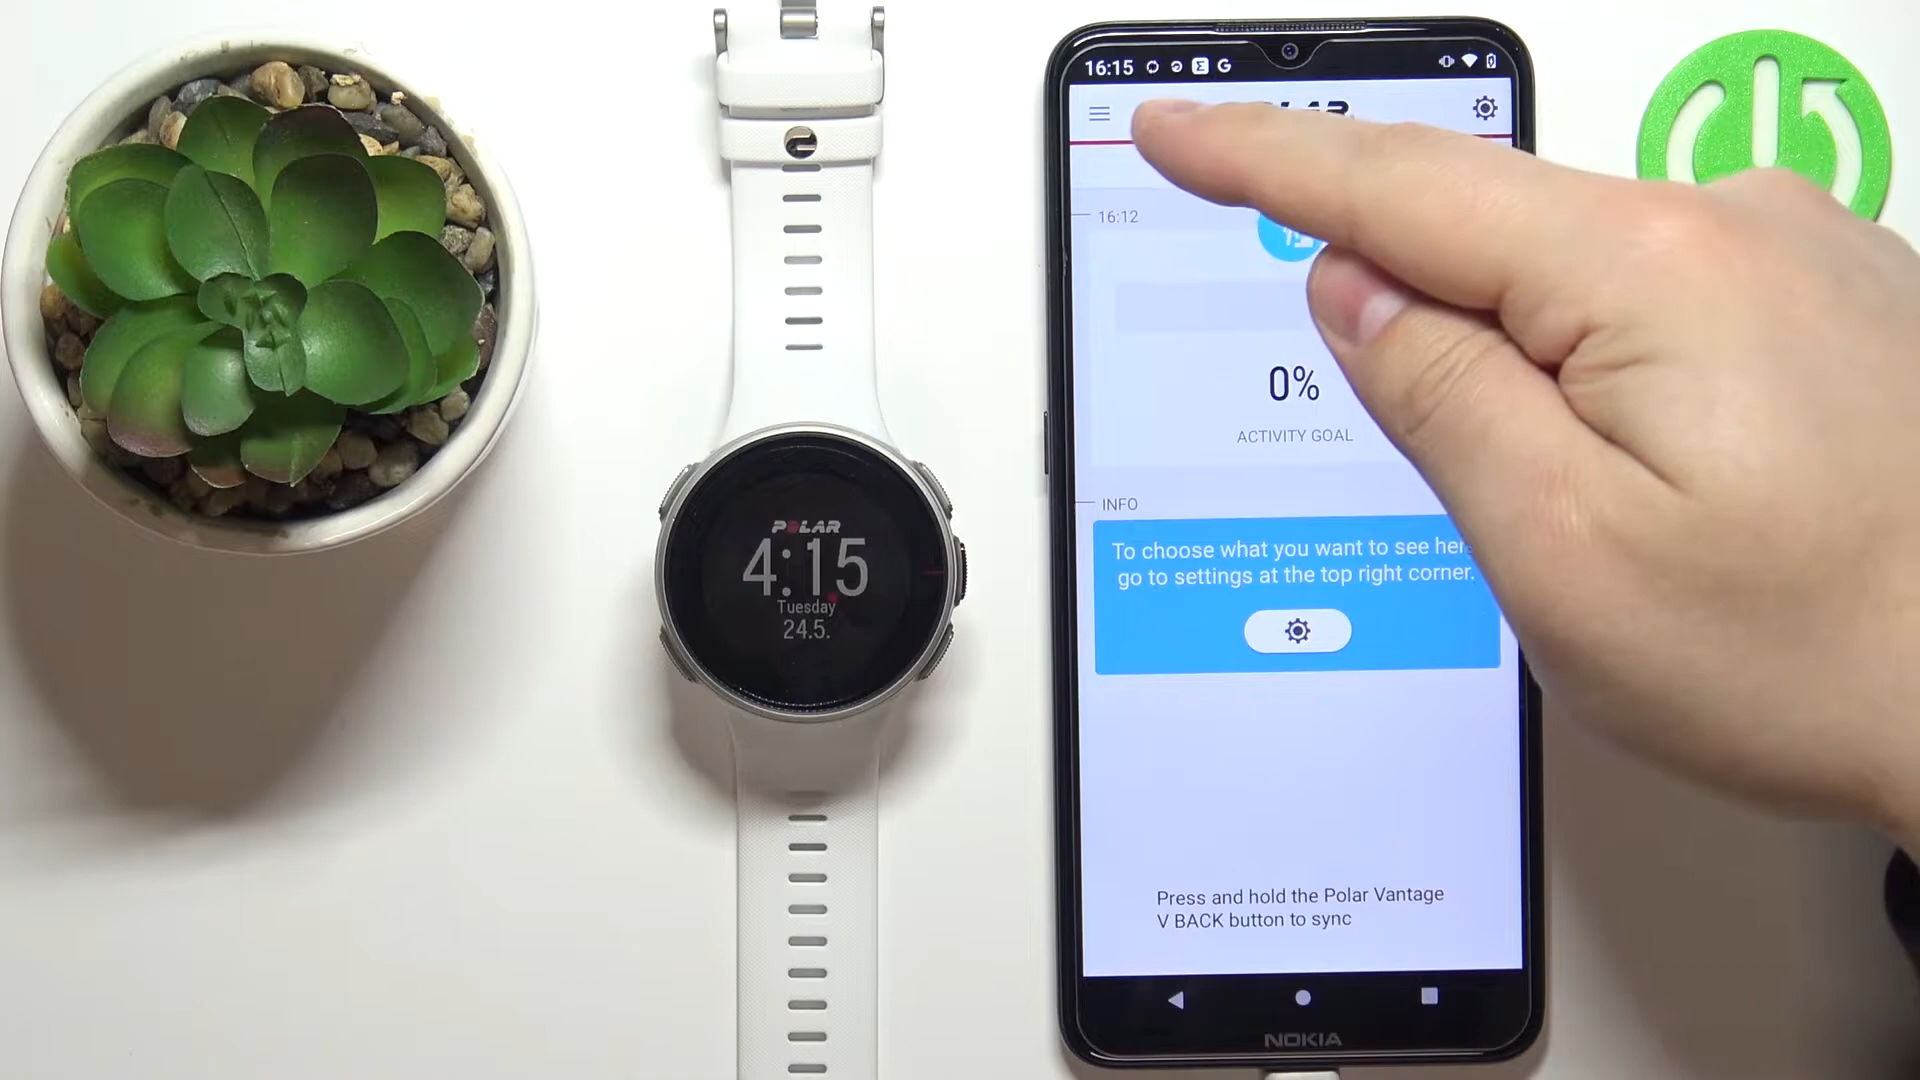 POLAR
4:15
Tuesday
24.5.
16:15
16:12
0%
ACTIVITY GOAL
INFO
To choose what you want to see
go to settings at the top right corner.
Press and hold the Polar Vantage
V BACK button to sync
NOKIA